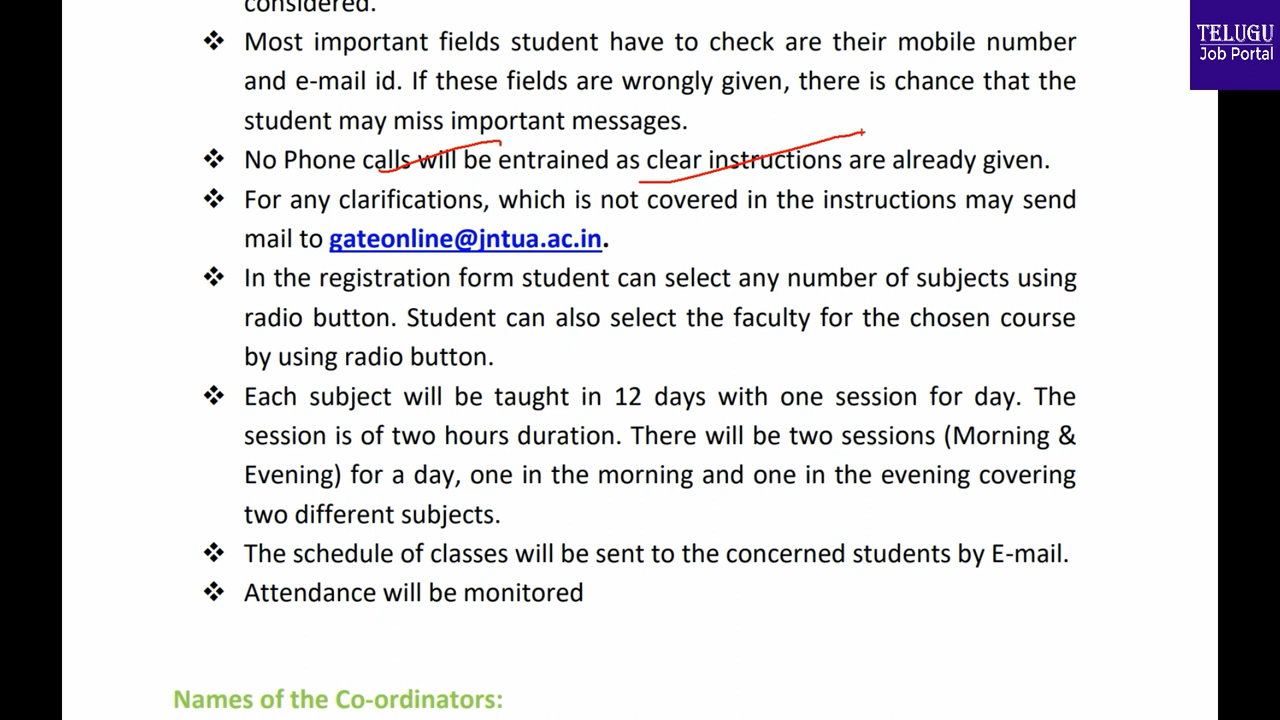 considered.
TELUGU
Job Portal
❖ Most important fields student have to check are their mobile number
and e-mail id. If these fields are wrongly given, there is chance that the
student may miss important messages.
❖ No Phone calls will be entrained as clear instructions are already given.
❖ For any clarifications, which is not covered in the instructions may send
mail to gateonline@jntua.ac.in.
❖ In the registration form student can select any number of subjects using
radio button. Student can also select the faculty for the chosen course
by using radio button.
❖ Each subject will be taught in 12 days with one session for day. The
session is of two hours duration. There will be two sessions (Morning &
Evening) for a day, one in the morning and one in the evening covering
two different subjects.
❖ The schedule of classes will be sent to the concerned students by E-mail.
❖ Attendance will be monitored
Names of the Co-ordinators: